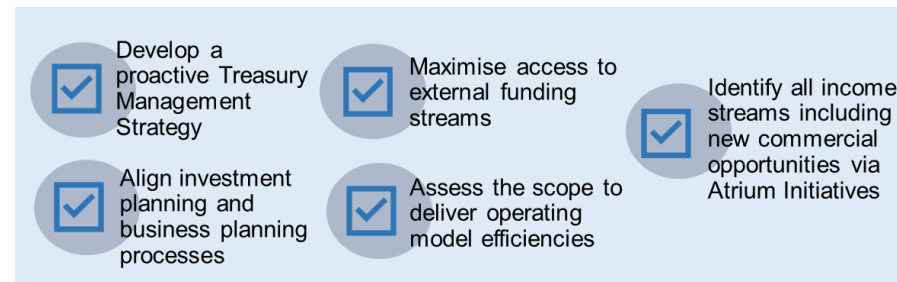 Develop a
proactive Treasury
Management
Strategy
Align investment
planning and
business planning
processes
Maximise access to
external funding
streams
Assess the scope to
deliver operating
model efficiencies
Identify all income
streams including
new commercial
opportunities via
Atrium Initiatives